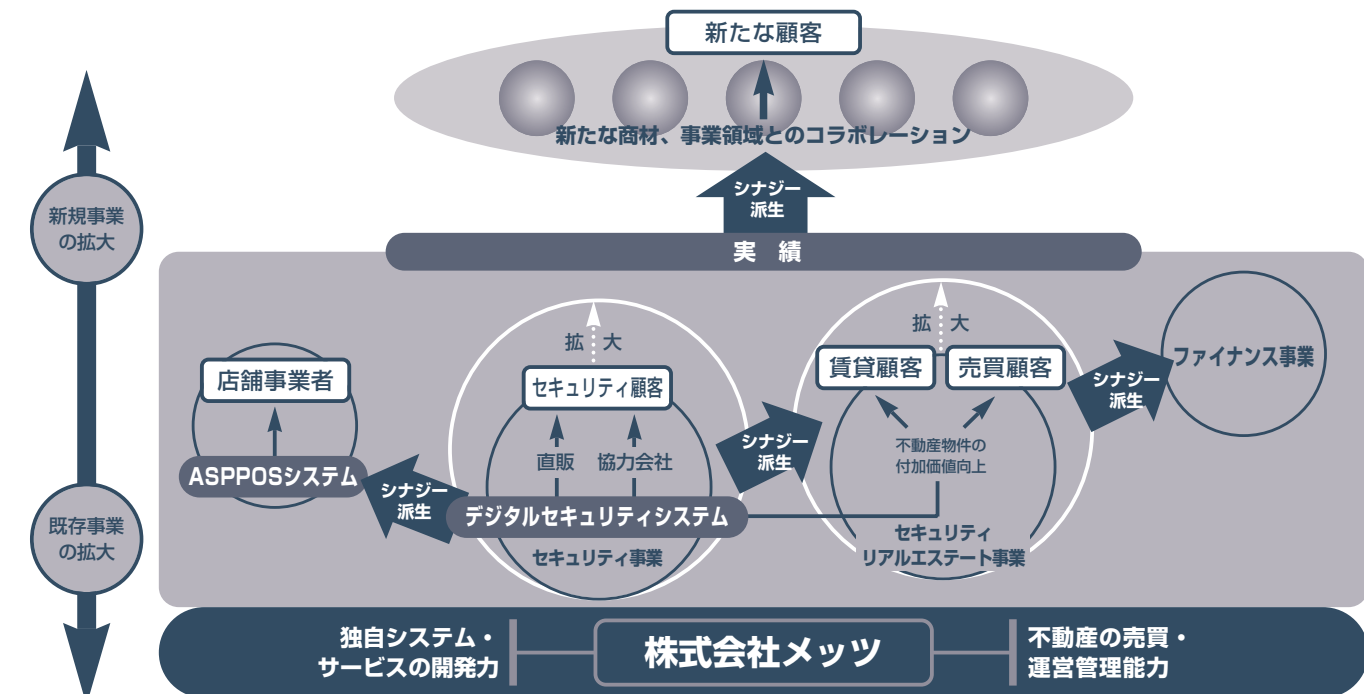 新たな顧客
新たな商材、事業領域とのコラボレーション
シナジー
派生
新規事業
の拡大
実 績
拡 大
拡 大
店舗事業者
セキュリティ顧客
賃貸顧客
売買顧客
ファイナンス事業
シナジー
派生
直販
協力会社
シナジー
派生
不動産物件の
付加価値向上
ASPPOSシステム
シナジー
派生
デジタルセキュリティシステム
既存事業
の拡大
セキュリティ事業
セキュリティ
リアルエステート事業
独自システム・
サービスの開発力
株式会社メッツ
不動産の売買・
運営管理能力